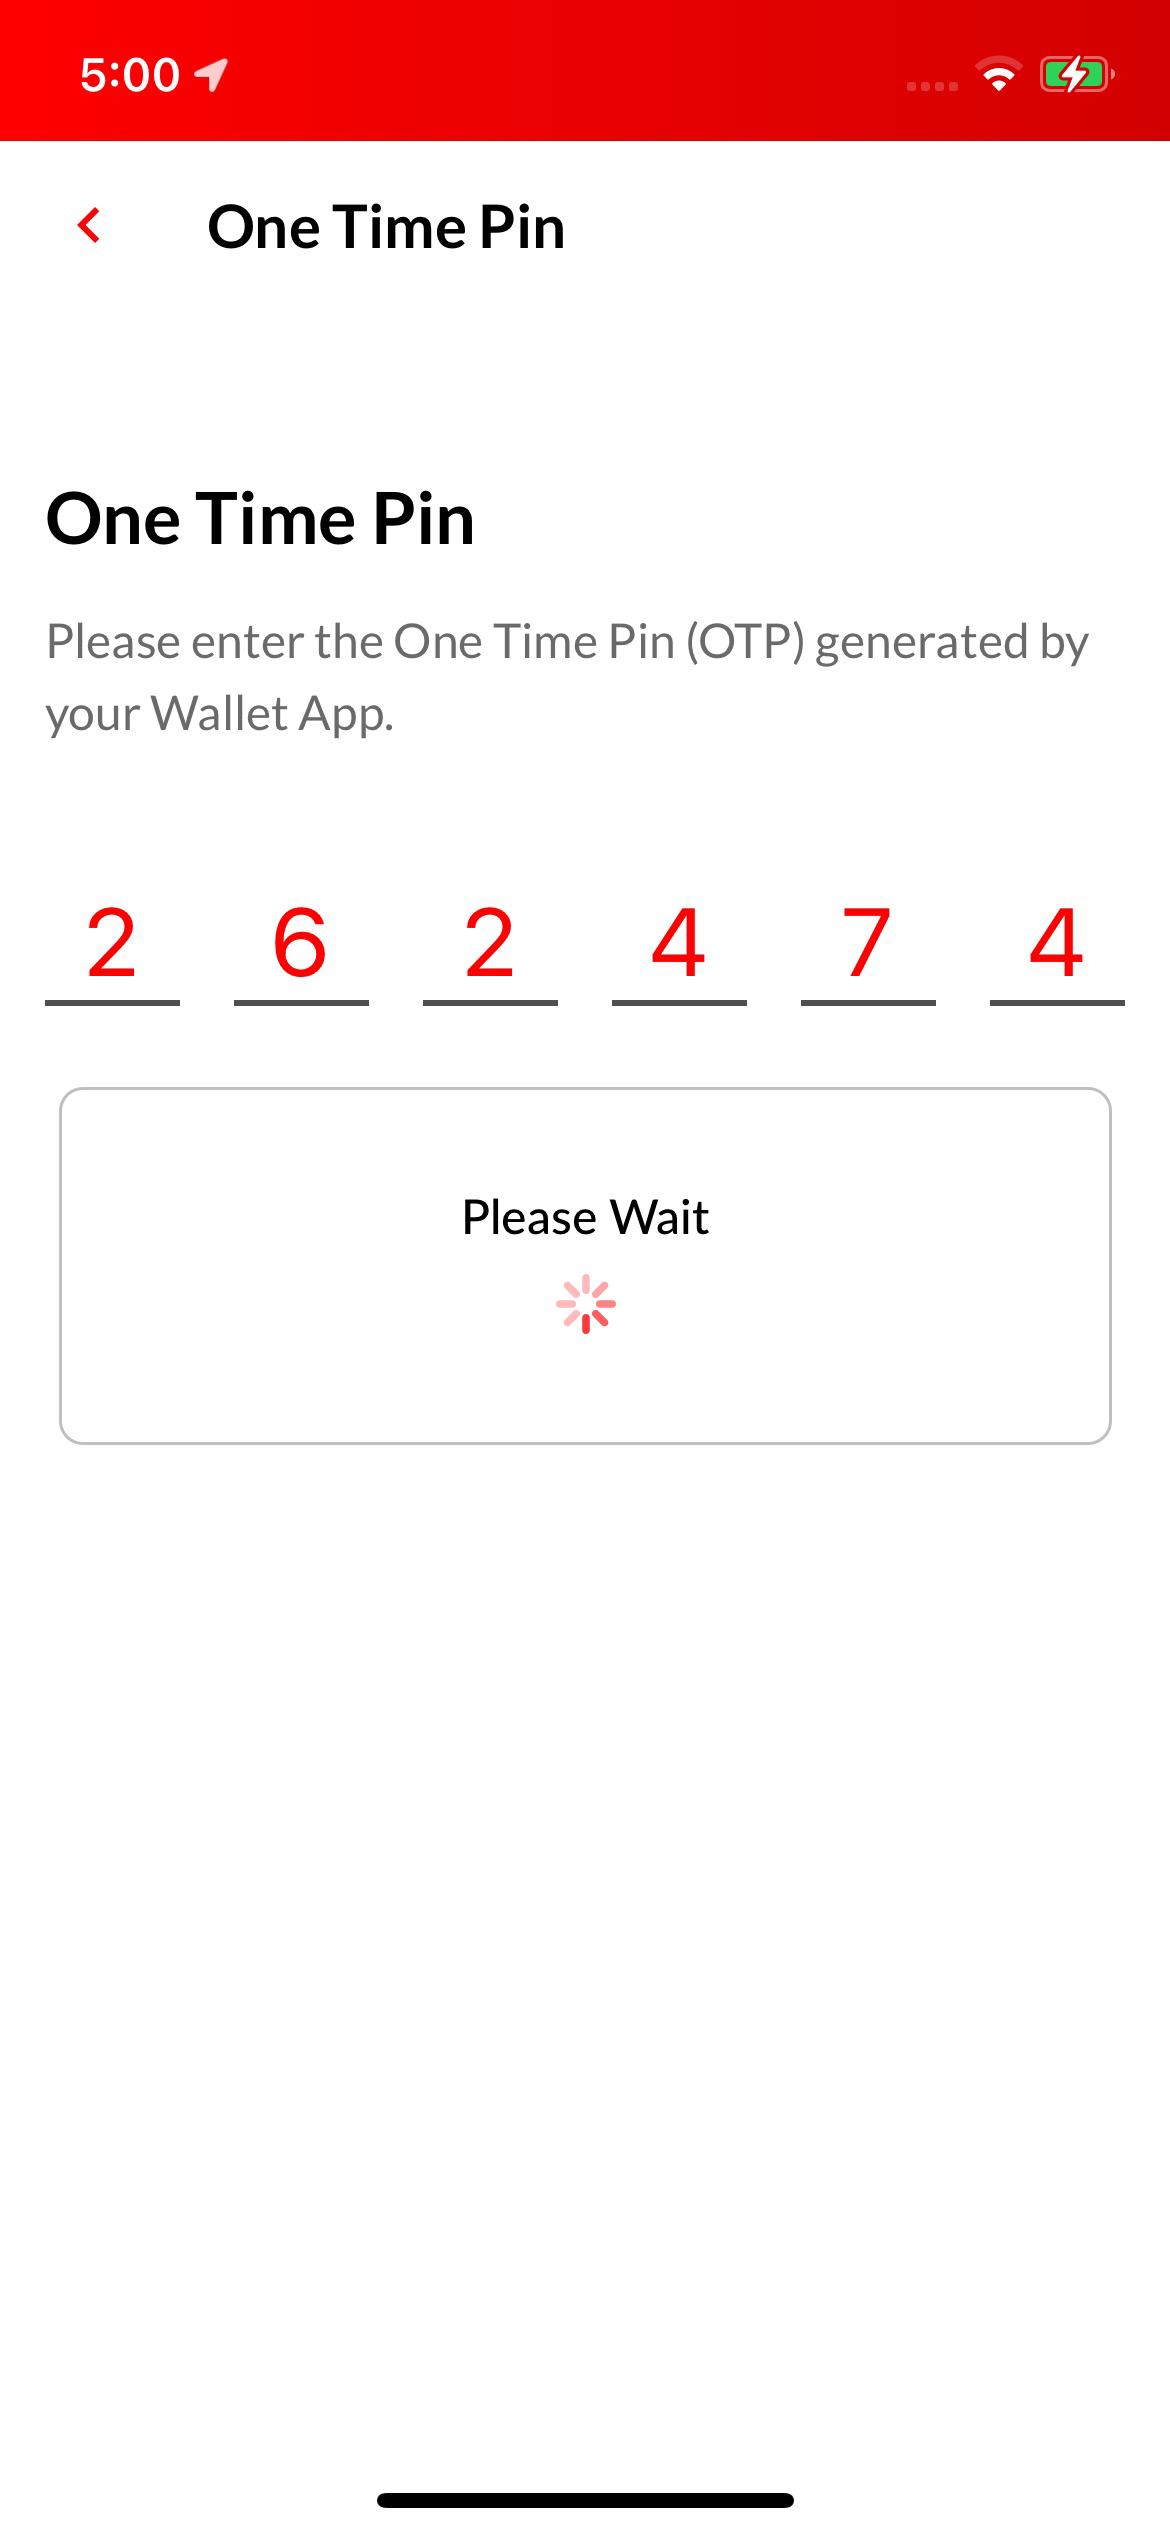 5:00
One Time Pin
One Time Pin
Please enter the One Time Pin (OTP) generated by
your Wallet App.
2 6 2 4 7 4
Please Wait